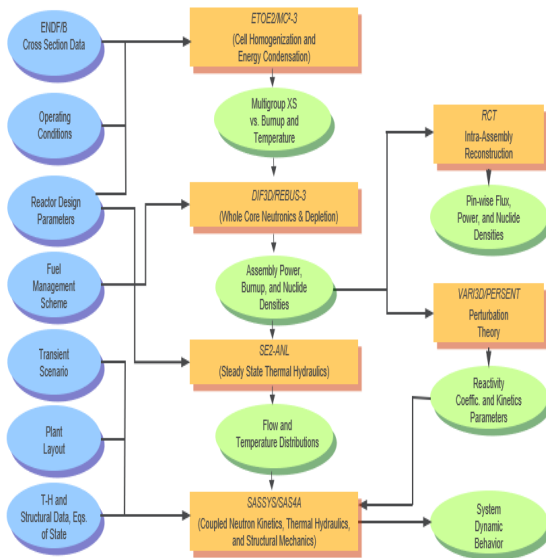 ENDF/B
Cross Section Data
Operating
Conditions
Reactor Design
Parameters
Fuel
Management
Scheme
Transient
Scenario
Plant
Layout
T-H and
Structural Data, Eqs.
of State
ETOE2/MC²-3
(Cell Homogenization and
Energy Condensation)
Multigroup XS
vs. Burnup and
Temperature
DIF3D/REBUS-3
(Whole Core Neutronics & Depletion)
Assembly Power,
Burnup, and Nuclide
Densities
SE2-ANL
(Steady State Thermal Hydraulics)
Flow and
Temperature Distributions
SASSYS/SAS4A
(Coupled Neutron Kinetics, Thermal Hydraulics,
and Structural Mechanics)
RCT
Intra-Assembly
Reconstruction
Pin-wise Flux,
Power, and Nuclide
Densities
VARI3D/PERSENT
Perturbation
Theory
Reactivity
Coeffic. and Kinetics
Parameters
System
Dynamic
Behavior